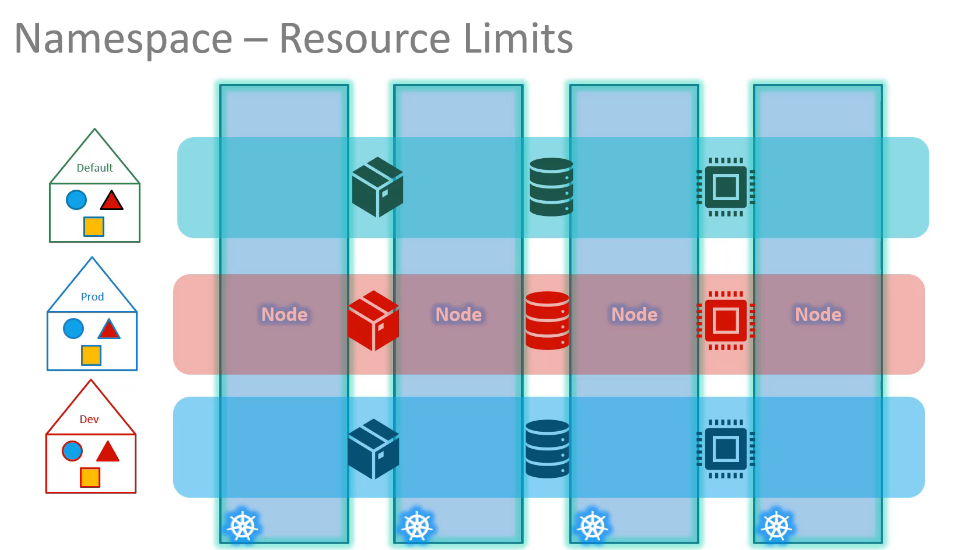 Namespace – Resource Limits
Default
Prod
Node Node Node Node
Dev